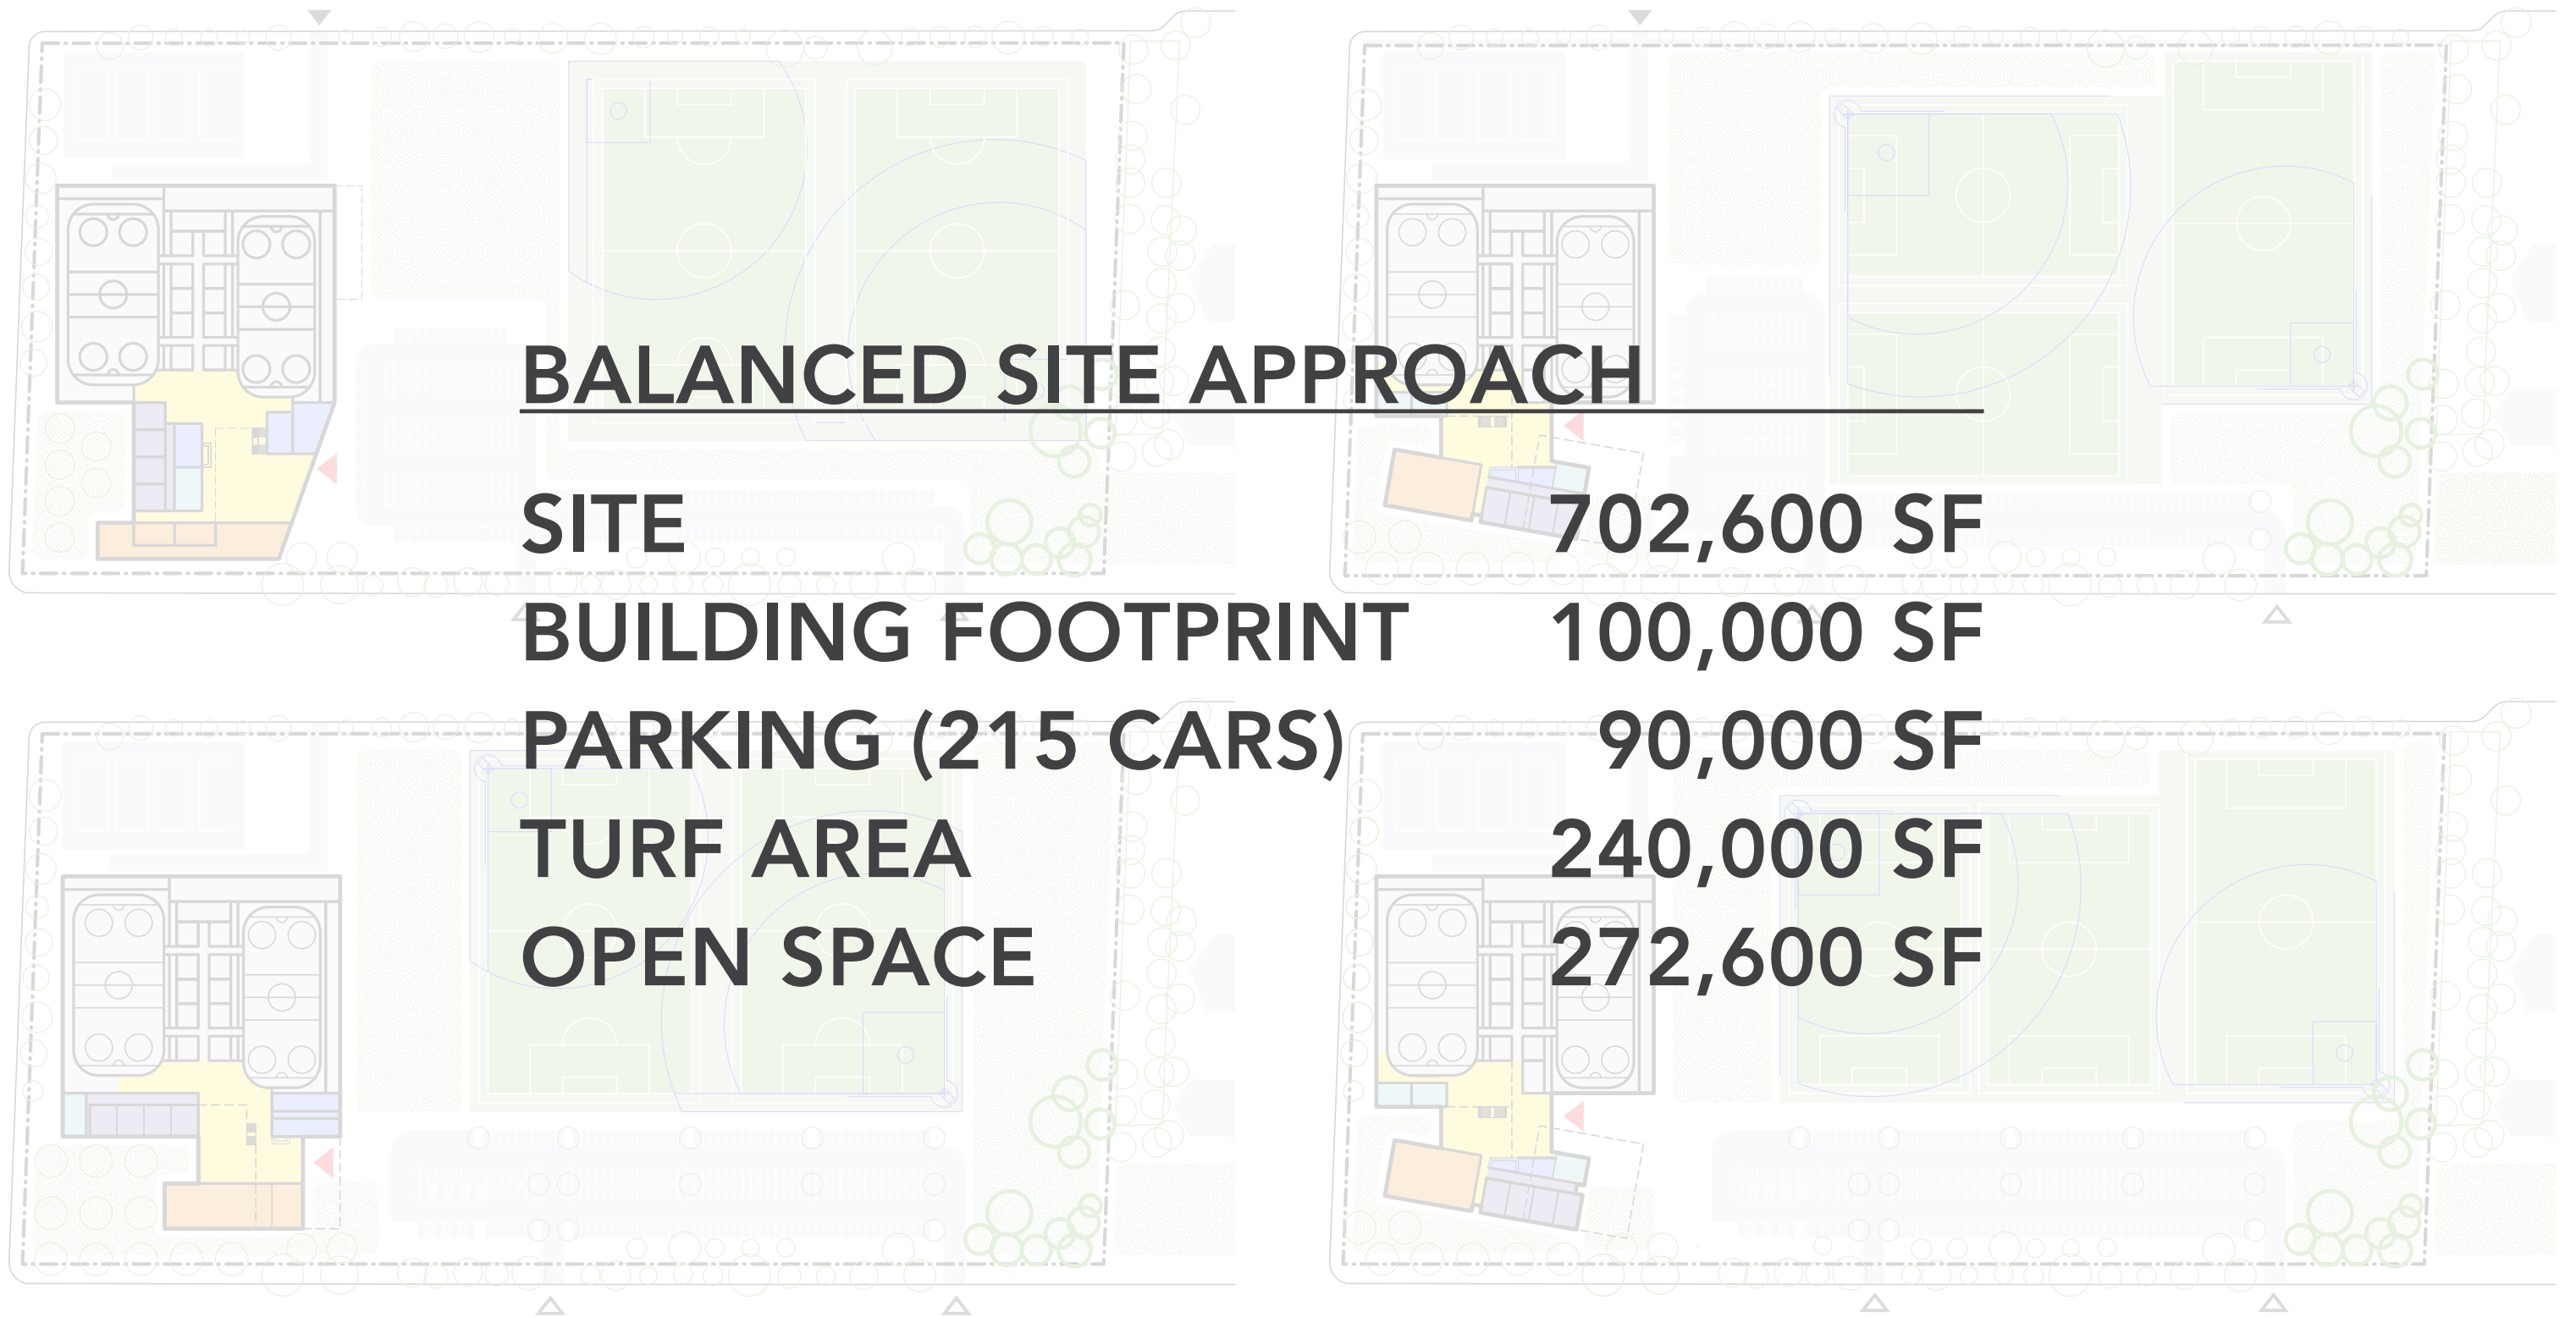 BALANCED SITE APPROACH
SITE 702,600 SF
BUILDING FOOTPRINT 100,000 SF
PARKING (215 CARS) 90,000 SF
TURF AREA 240,000 SF
OPEN SPACE 272,600 SF